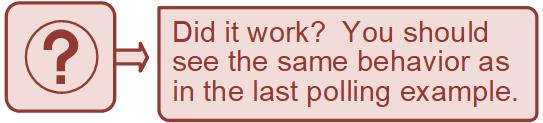 ?
Did it work?  You should
see the same behavior as
in the last polling example.